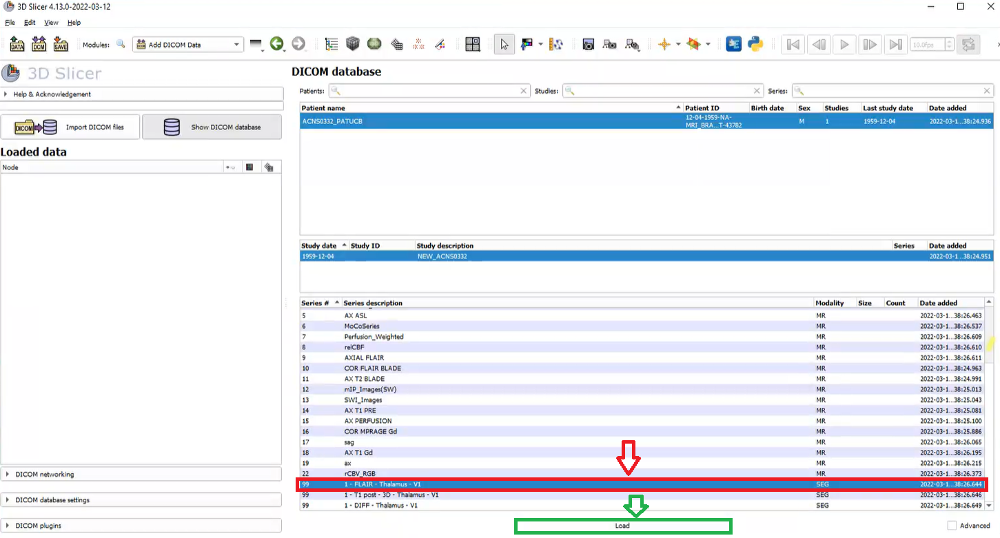 3D Slicer 4.13.0-2022-03-12
File Edit View Help
DATA DCM SAVE Modules: Add DICOM Data 10.0fps
3D Slicer
Help & Acknowledgement
DICOM Import DICOM files Show DICOM database
Loaded data
Node
DICOM networking
DICOM database settings
DICOM plugins
DICOM database
Patients: Studies: Series:
Patient name Patient ID Birth date Sex Studies Last study date Date added
ACNS0332_PATUCB 12-04-1959-NA-MRI_BRA...T-43782 M 1 1959-12-04 2022-03-1...38:24.936
Study date Study ID Study description Series Date added
1959-12-04 NEW_ACNS0332 2022-03-1...38:24.951
Series # Series description Modality Size Count Date added
5 AX ASL MR 2022-03-1...38:26.463
6 MoCoSeries MR 2022-03-1...38:26.537
7 Perfusion_Weighted MR 2022-03-1...38:26.609
8 relCBF MR 2022-03-1...38:26.610
9 AXIAL FLAIR MR 2022-03-1...38:26.611
10 COR FLAIR BLADE MR 2022-03-1...38:24.963
11 AX T2 BLADE MR 2022-03-1...38:24.991
12 mIP_Images(SW) MR 2022-03-1...38:25.013
13 SWI_Images MR 2022-03-1...38:25.043
14 AX T1 PRE MR 2022-03-1...38:25.081
15 AX PERFUSION MR 2022-03-1...38:25.100
16 COR MPRAGE Gd MR 2022-03-1...38:25.886
17 sag MR 2022-03-1...38:26.065
18 AX T1 Gd MR 2022-03-1...38:26.195
19 ax MR 2022-03-1...38:26.215
22 rCBV_RGB MR 2022-03-1...38:26.373
99 1 - FLAIR - Thalamus - V1 SEG 2022-03-1...38:26.644
99 1 - T1 post - 3D - Thalamus - V1 SEG 2022-03-1...38:26.646
99 1 - DIFF - Thalamus - V1 SEG 2022-03-1...38:26.649
Load Advanced